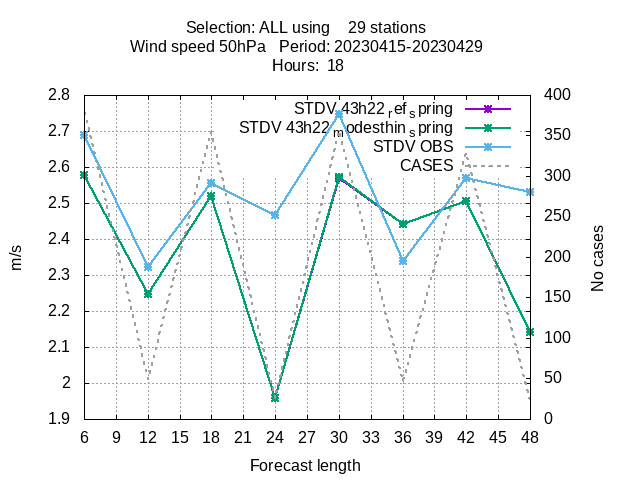 Selection: ALL using 29 stations
Wind speed 50hPa Period: 20230415-20230429
Hours: 18
STDV 43h22_ref_spring
STDV 43h22_modesthin_spring
STDV OBS
CASES
2.8
2.7
2.6
2.5
2.4
2.3
2.2
2.1
2
1.9
m/s
400
350
300
250
200
150
100
50
0
No cases
6 9 12 15 18 21 24 27 30 33 36 39 42 45 48
Forecast length